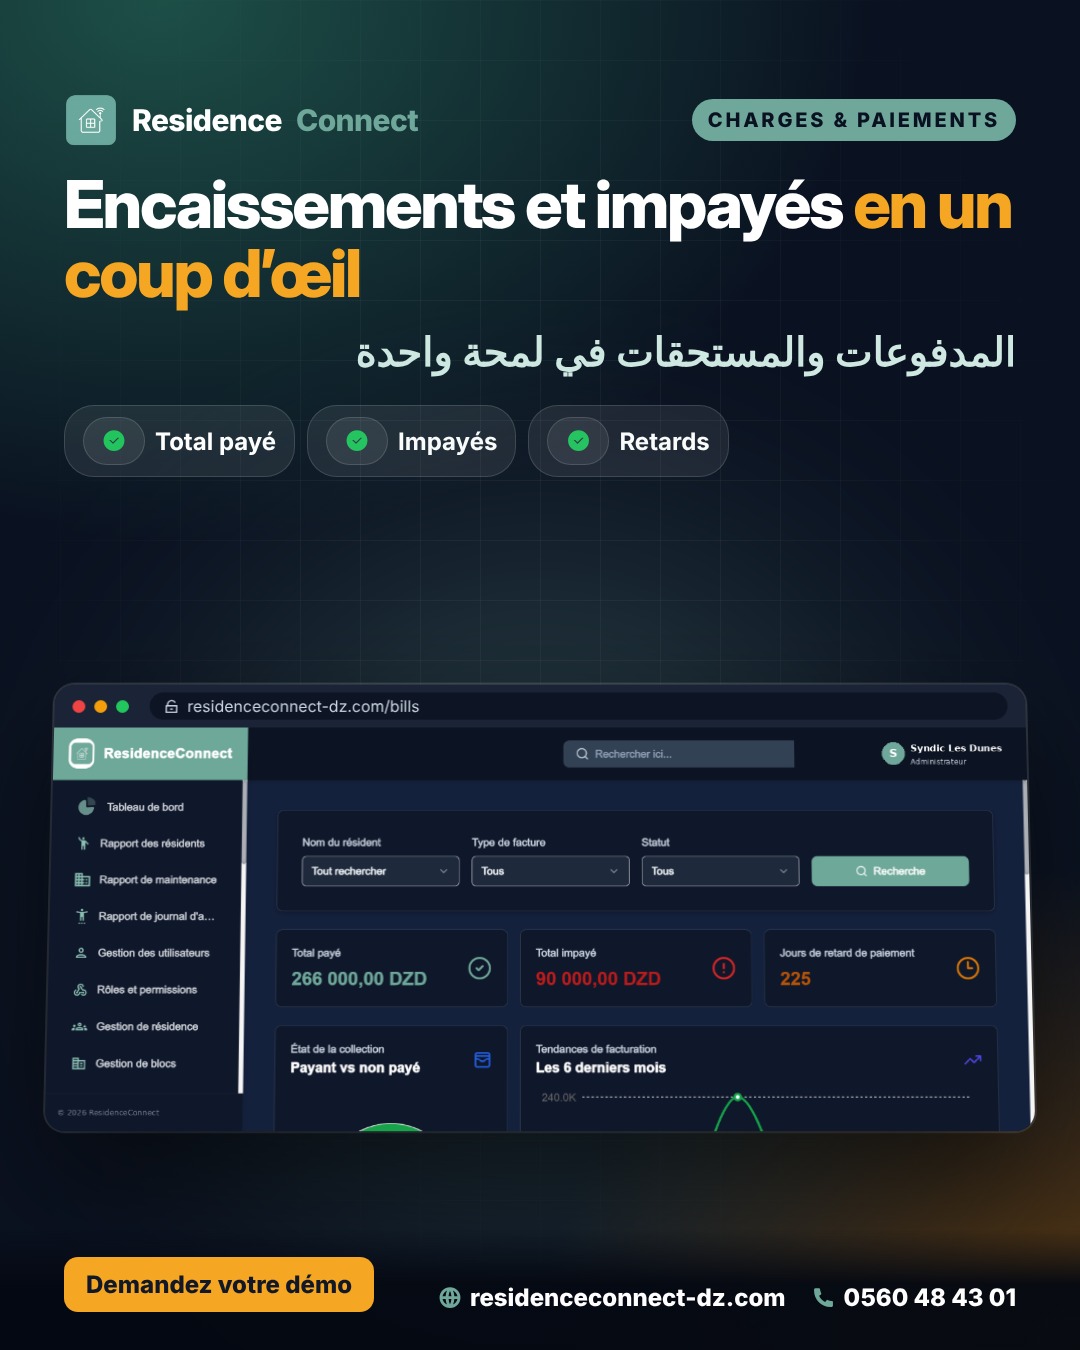 Residence Connect
CHARGES & PAIEMENTS
Encaissements et impayés en un
coup d’œil
المدفوعات والمستحقات في لمحة واحدة
Total payé
Impayés
Retards
residenceconnect-dz.com/bills
ResidenceConnect
Rechercher ici...
S
Syndic Les Dunes
Administrateur
Tableau de bord
Rapport des résidents
Rapport de maintenance
Rapport de journal d'a...
Gestion des utilisateurs
Rôles et permissions
Gestion de résidence
Gestion de blocs
© 2026 ResidenceConnect
Nom du résident
Tout rechercher
Type de facture
Tous
Statut
Tous
Recherche
Total payé
266 000,00 DZD
Total impayé
90 000,00 DZD
Jours de retard de paiement
225
État de la collection
Payant vs non payé
Tendances de facturation
Les 6 derniers mois
240.0K
Demandez votre démo
residenceconnect-dz.com
0560 48 43 01